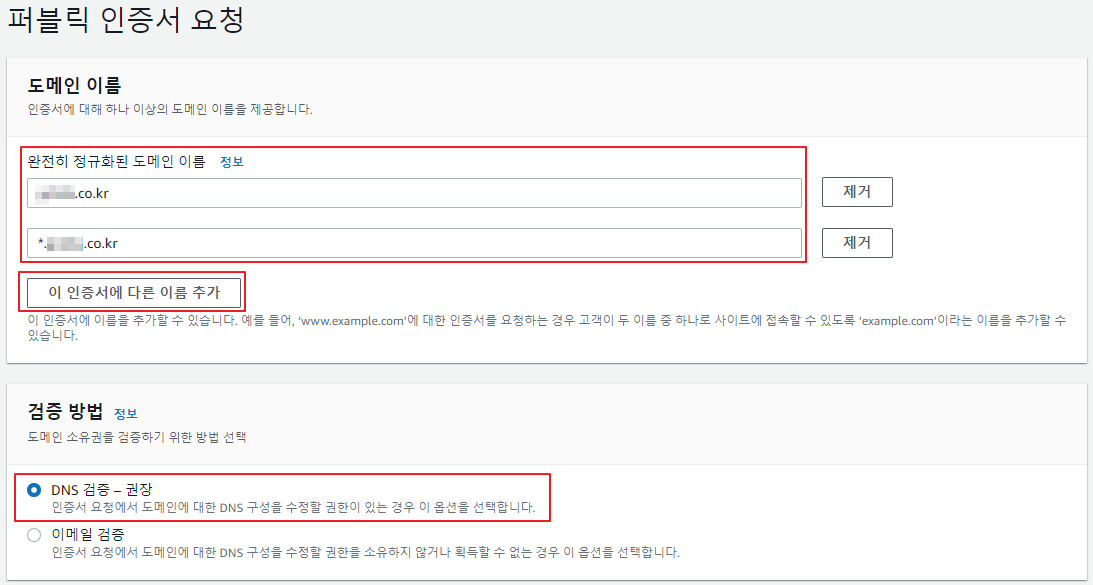 퍼블릭 인증서 요청
도메인 이름
인증서에 대해 하나 이상의 도메인 이름을 제공합니다.
완전히 정규화된 도메인 이름 정보
.co.kr
제거
*. .co.kr
제거
이 인증서에 다른 이름 추가
이 인증서에 이름을 추가할 수 있습니다. 예를 들어, ‘www.example.com’에 대한 인증서를 요청하는 경우 고객이 두 이름 중 하나로 사이트에 접속할 수 있도록 ‘example.com’이라는 이름을 추가할 수
있습니다.
검증 방법 정보
도메인 소유권을 검증하기 위한 방법 선택
DNS 검증 – 권장
인증서 요청에서 도메인에 대한 DNS 구성을 수정할 권한이 있는 경우 이 옵션을 선택합니다.
이메일 검증
인증서 요청에서 도메인에 대한 DNS 구성을 수정할 권한을 소유하지 않거나 획득할 수 없는 경우 이 옵션을 선택합니다.